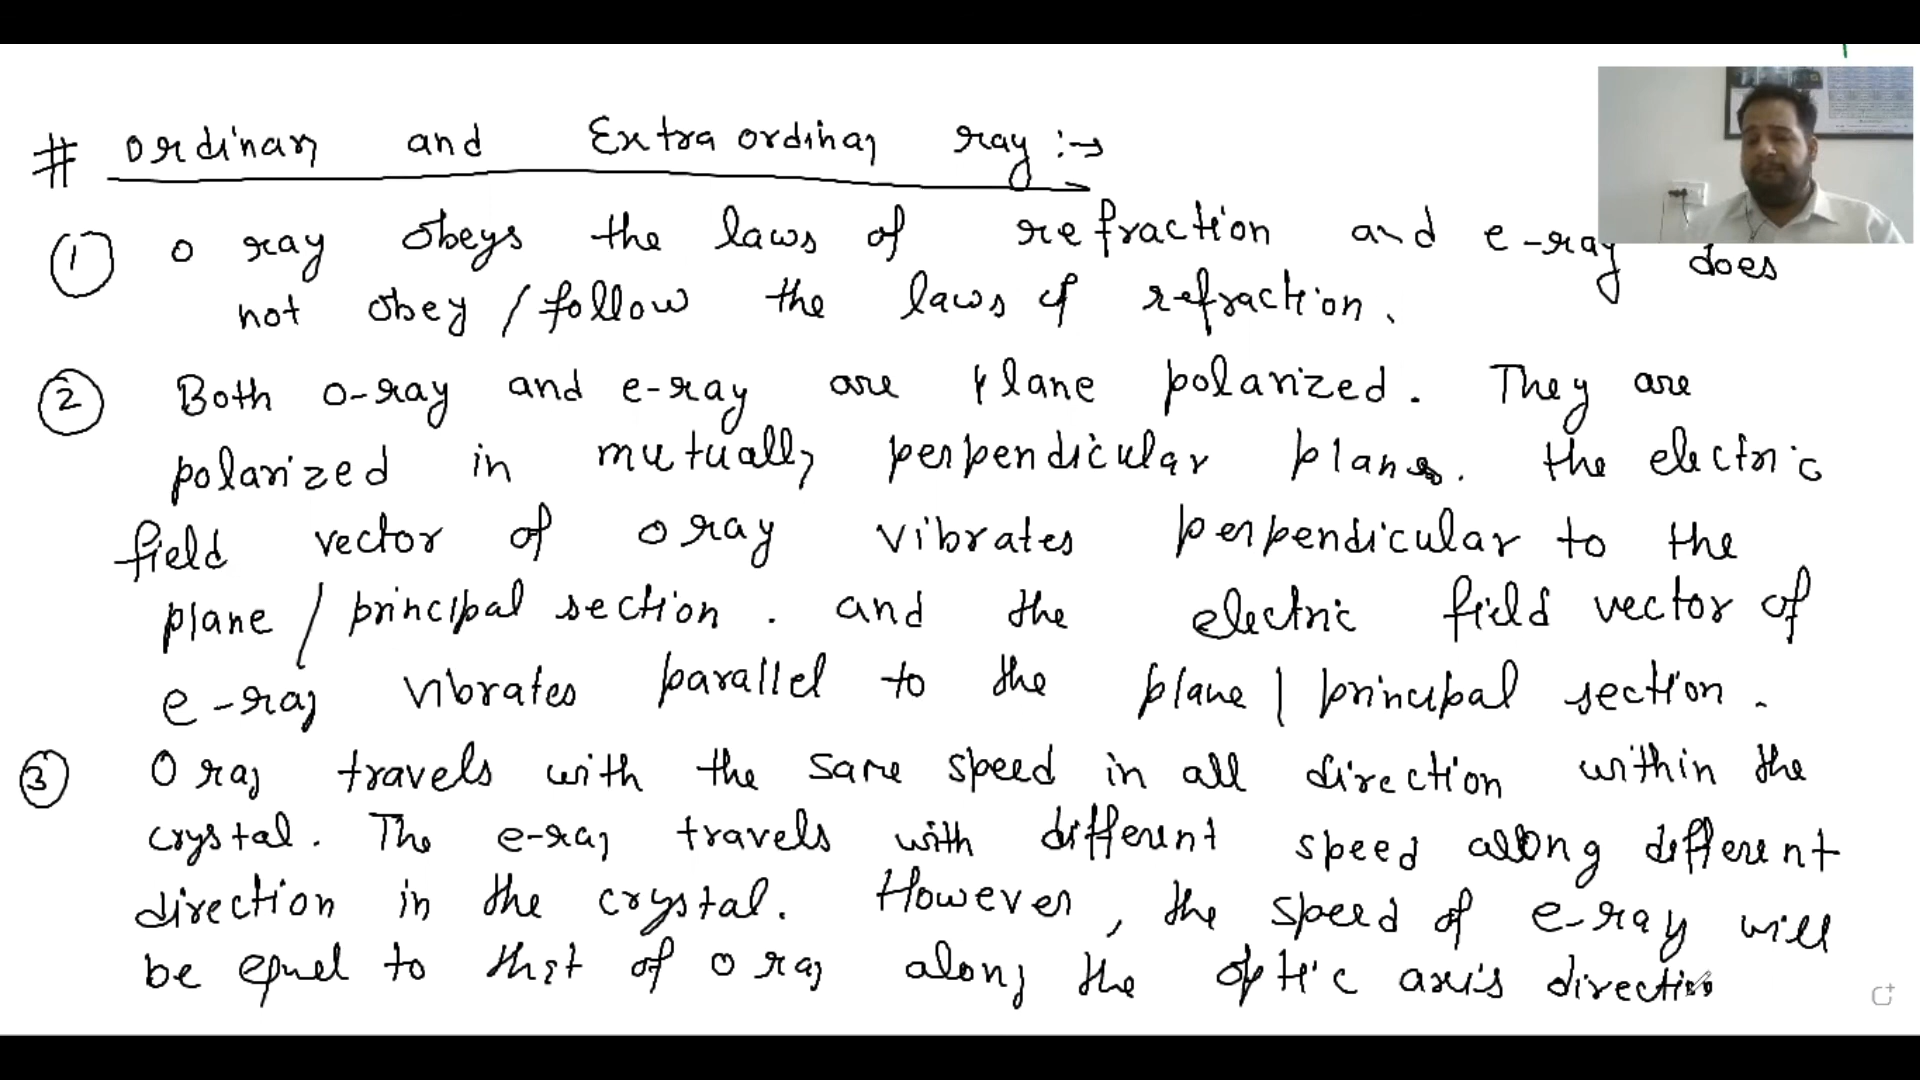 # Ordinary and Extra ordinary ray :→
① o ray obeys the laws of refraction and e-ray does
not obey / follow the laws of refraction.
② Both o-ray and e-ray are plane polarized. They are
polarized in mutually perpendicular planes. the electric
field vector of o ray vibrates perpendicular to the
plane / principal section. and the electric field vector of
e-ray vibrates parallel to the plane / principal section.
③ O ray travels with the same speed in all direction within the
crystal. The e-ray travels with different speed along different
direction in the crystal. However, the speed of e-ray will
be equal to that of o ray along the optic axis direction